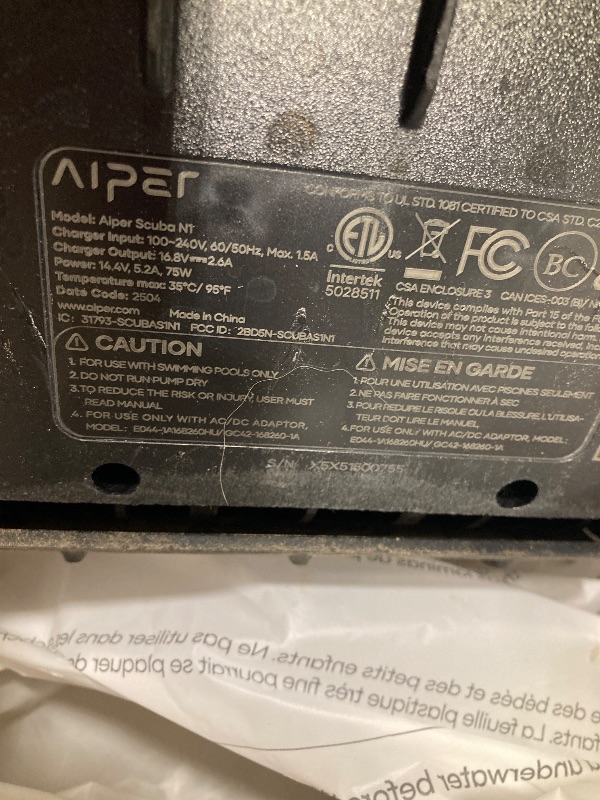 AIPER
Model: Aiper Scuba N1
Charger Input: 100-240V, 60/50Hz, Max. 1.5A
Charger Output: 16.8V⎓2.6A
Power: 14.4V, 5.2A, 75W
Temperature max: 35°C/ 95°F
Date Code: 2504
www.aiper.com Made in China
IC: 31793-SCUBASIN1 FCC ID: 2BD5N-SCUBASIN1
CONFORMS TO UL STD. 1081 CERTIFIED TO CSA STD. C2
C ETL US
Intertek
5028511
FC
BC
CSA ENCLOSURE 3 CAN ICES-003 (B)/
This device complies with Part 15 of the
Operation of the product is subject to the
This device may not cause
device accepts any interference received,
Interference that may cause undesired operation
CAUTION
1. FOR USE WITH SWIMMING POOLS ONLY
2. DO NOT RUN PUMP DRY
3. TO REDUCE THE RISK OR INJURY, USER MUST
READ MANUAL
4. FOR USE ONLY WITH AC/DC ADAPTOR,
MODEL: ED44-1A168260HU/ GC42-168260-1A
MISE EN GARDE
1. POUR UNE UTILISATION AVEC PISCINES SEULEMENT
2. NE PAS FAIRE FONCTIONNER À SEC
3. POUR REDUIRE LE RISQUE OU LA BLESSURE, L'UTILISA-
TEUR DOIT LIRE LE MANUEL.
4. FOR USE ONLY WITH AC/DC ADAPTOR, MODEL:
ED44-1A168260HU/ GC42-168260-1A
S/N: X5X51500755
des bébés et des petits enfants. Ne pas utiliser dans
La feuille plastique très fine pourrait se plaquer
underwater before